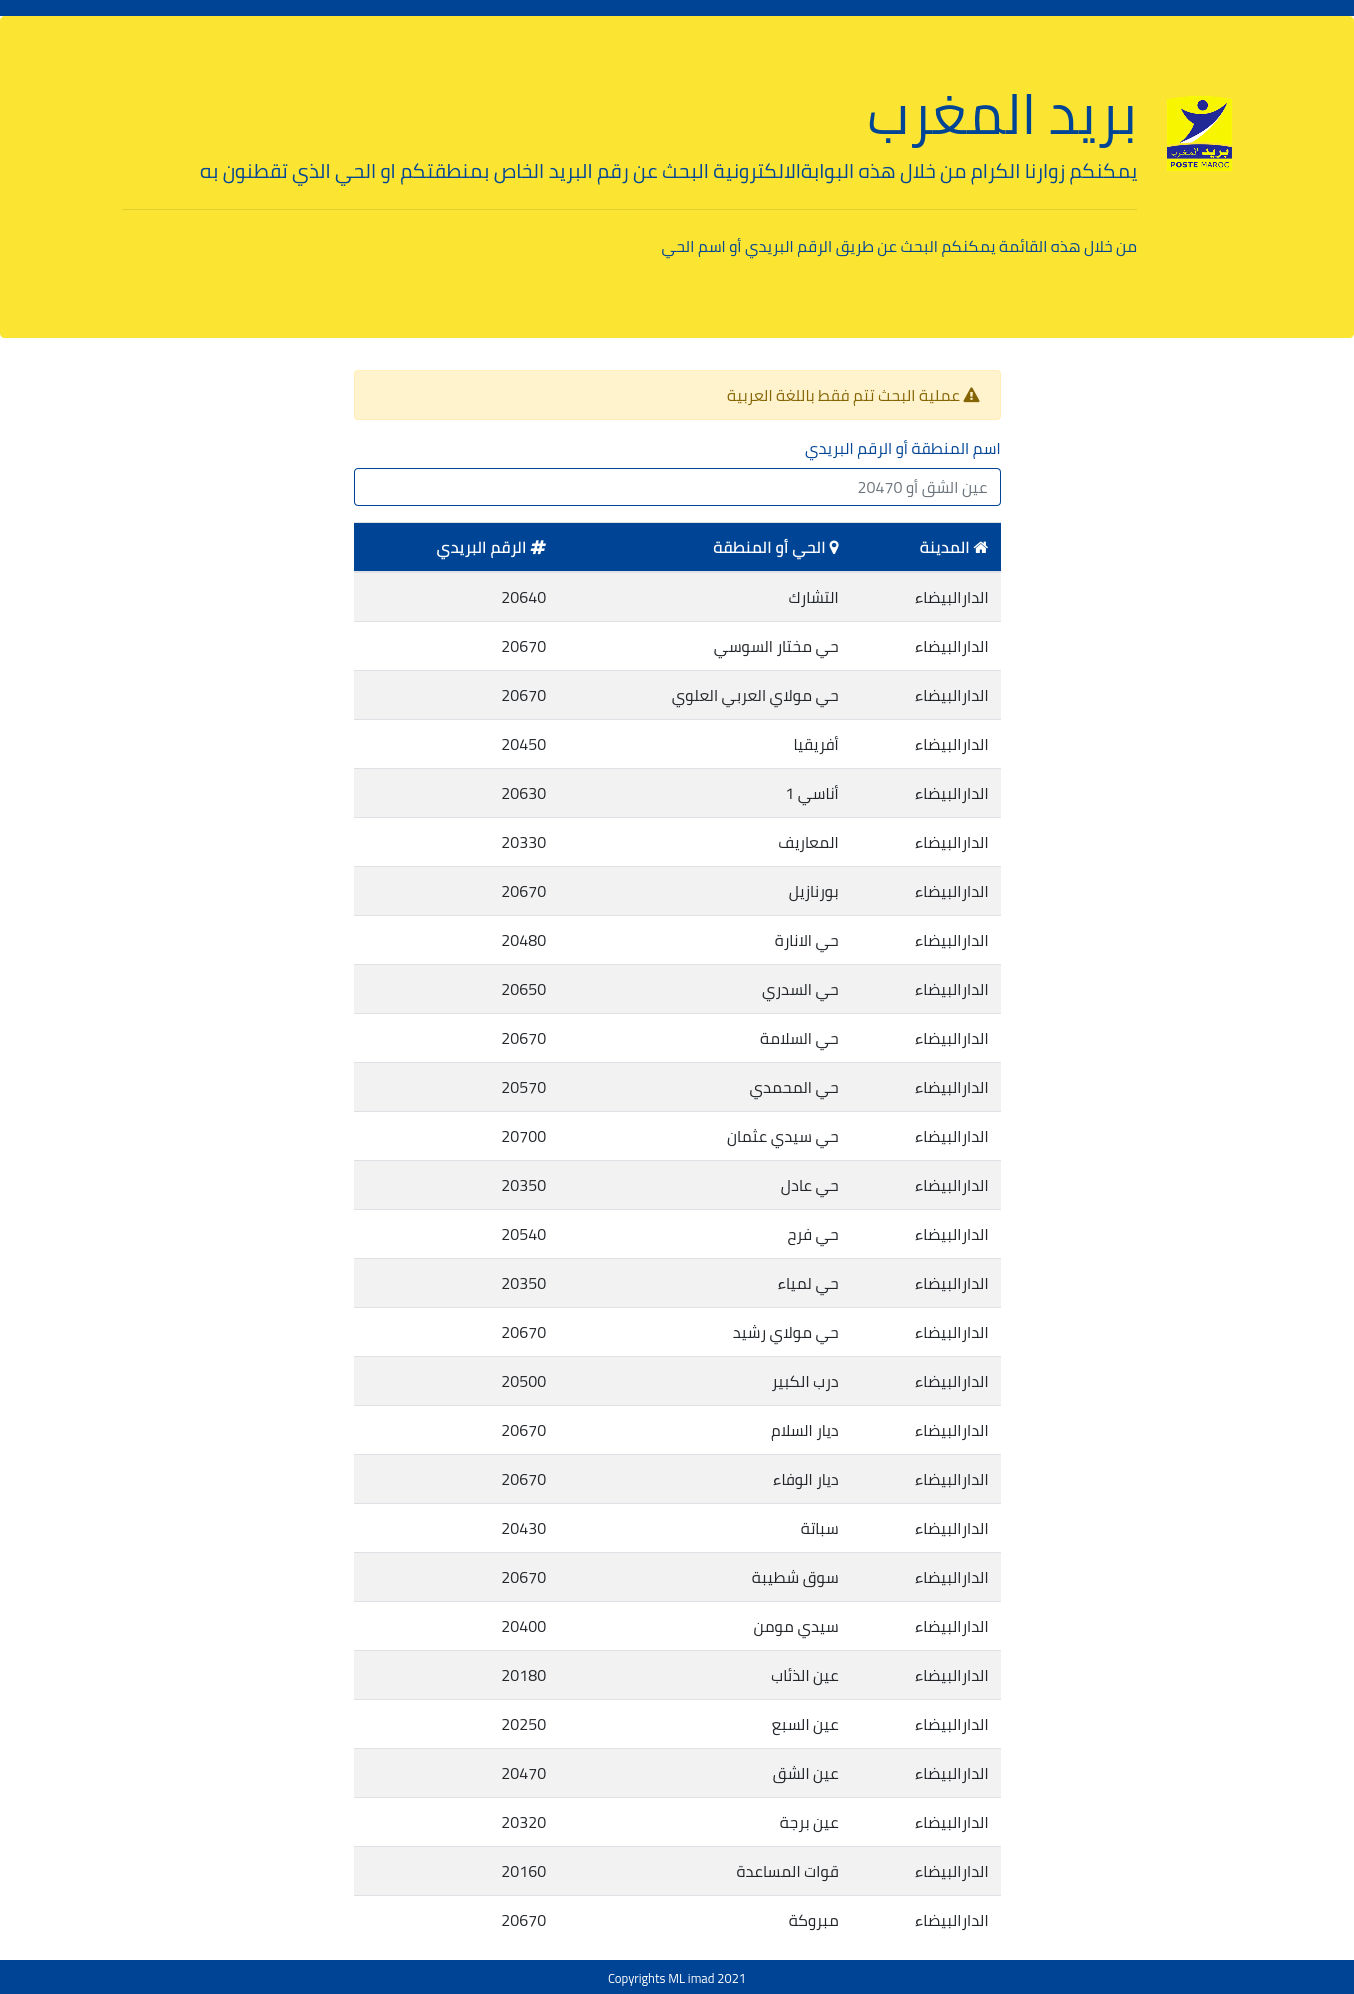 بريد المغرب
POSTE MAROC
بريد المغرب
يمكنكم زوارنا الكرام من خلال هذه البوابةالالكترونية البحث عن رقم البريد الخاص بمنطقتكم او الحي الذي تقطنون به
من خلال هذه القائمة يمكنكم البحث عن طريق الرقم البريدي أو اسم الحي
عملية البحث تتم فقط باللغة العربية
اسم المنطقة أو الرقم البريدي
عين الشق أو 20470
المدينة الحي أو المنطقة # الرقم البريدي
الدارالبيضاء التشارك 20640
الدارالبيضاء حي مختار السوسي 20670
الدارالبيضاء حي مولاي العربي العلوي 20670
الدارالبيضاء أفريقيا 20450
الدارالبيضاء أناسي 1 20630
الدارالبيضاء المعاريف 20330
الدارالبيضاء بورنازيل 20670
الدارالبيضاء حي الانارة 20480
الدارالبيضاء حي السدري 20650
الدارالبيضاء حي السلامة 20670
الدارالبيضاء حي المحمدي 20570
الدارالبيضاء حي سيدي عثمان 20700
الدارالبيضاء حي عادل 20350
الدارالبيضاء حي فرح 20540
الدارالبيضاء حي لمياء 20350
الدارالبيضاء حي مولاي رشيد 20670
الدارالبيضاء درب الكبير 20500
الدارالبيضاء ديار السلام 20670
الدارالبيضاء ديار الوفاء 20670
الدارالبيضاء سباتة 20430
الدارالبيضاء سوق شطيبة 20670
الدارالبيضاء سيدي مومن 20400
الدارالبيضاء عين الذئاب 20180
الدارالبيضاء عين السبع 20250
الدارالبيضاء عين الشق 20470
الدارالبيضاء عين برجة 20320
الدارالبيضاء قوات المساعدة 20160
الدارالبيضاء مبروكة 20670
Copyrights ML imad 2021